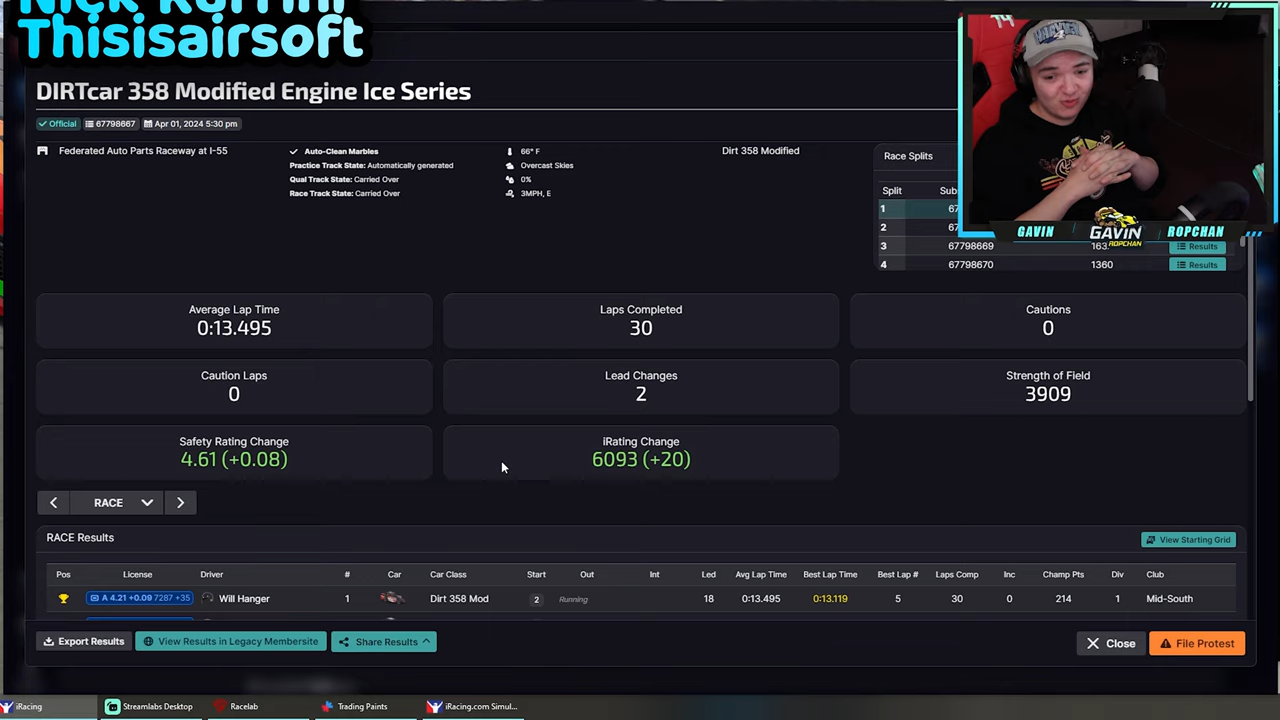 Thisisairsoft
DIRTcar 358 Modified Engine Ice Series
Official 67798667 Apr 01, 2024 5:30 pm
Federated Auto Parts Raceway at I-55
Auto-Clean Marbles
Practice Track State: Automatically generated
Qual Track State: Carried Over
Race Track State: Carried Over
66° F
Overcast Skies
0%
3MPH, E
Dirt 358 Modified
Race Splits
Split
1
2
3 67798669 Results
4 67798670 1360 Results
GAVIN GAVIN ROPCHAN ROPCHAN
Average Lap Time
0:13.495
Laps Completed
30
Cautions
0
Caution Laps
0
Lead Changes
2
Strength of Field
3909
Safety Rating Change
4.61 (+0.08)
iRating Change
6093 (+20)
RACE
RACE Results
View Starting Grid
Pos License Driver # Car Car Class Start Out Int Led Avg Lap Time Best Lap Time Best Lap # Laps Comp Inc Champ Pts Div Club
A 4.21 +0.09 7287 +35 Will Hanger 1 Dirt 358 Mod 2 Running 18 0:13.495 0:13.119 5 30 0 214 1 Mid-South
Export Results View Results in Legacy Membersite Share Results Close File Protest
iRacing Streamlabs Desktop Racelab Trading Paints iRacing.com Simul...